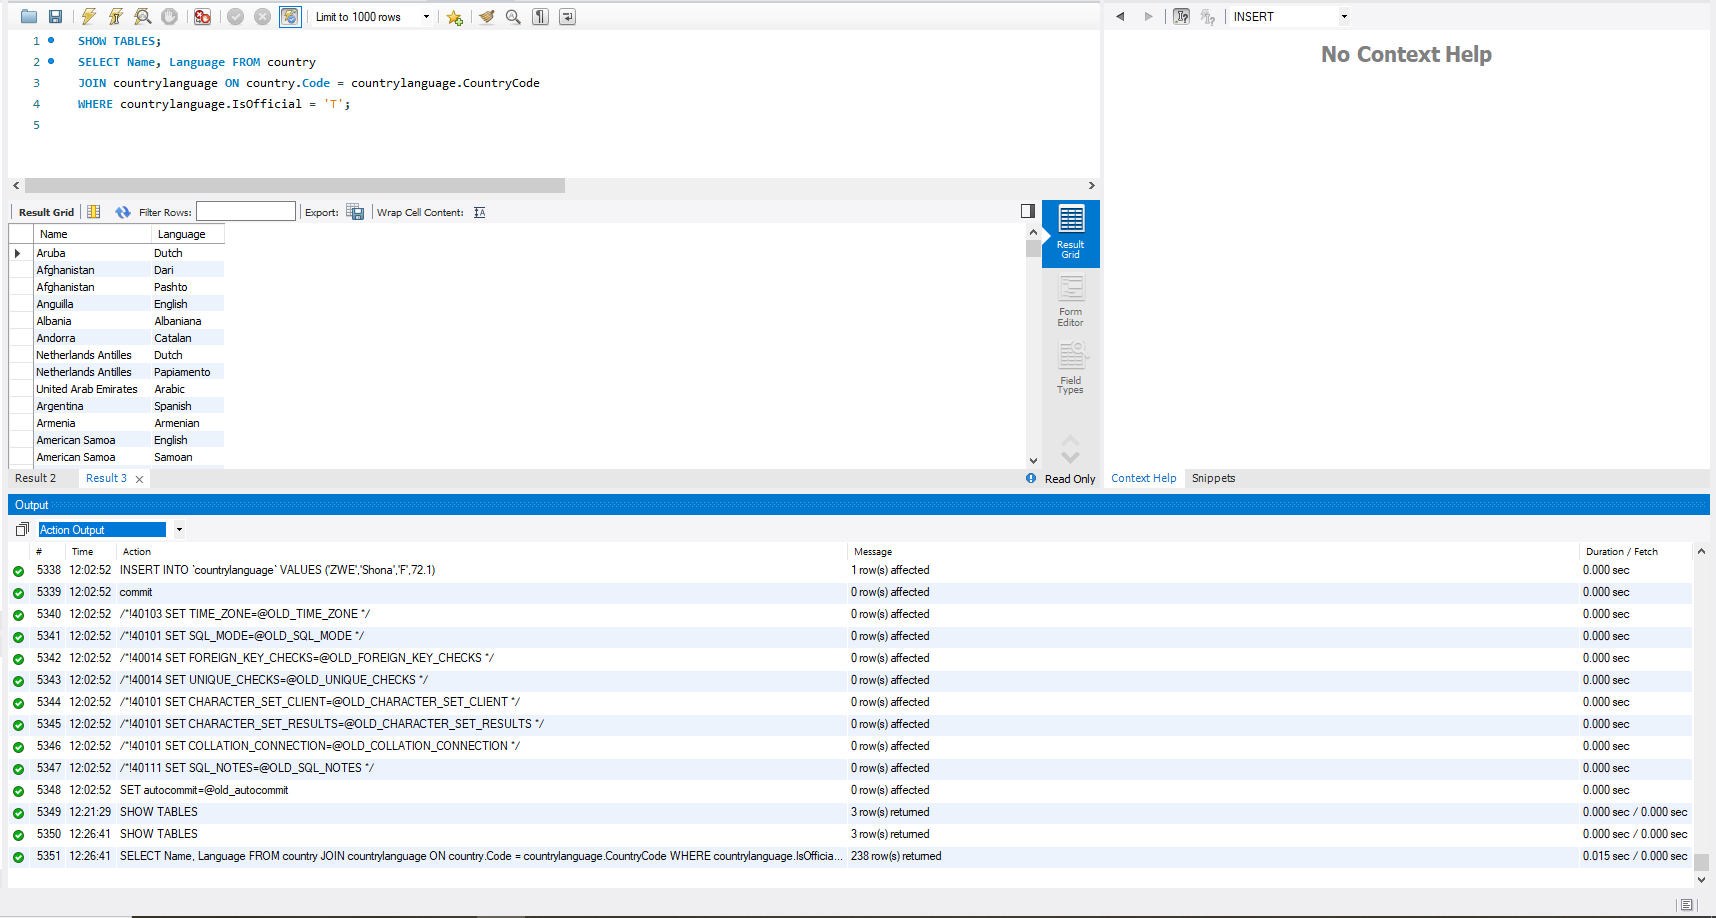 Limit to 1000 rows
INSERT
1 SHOW TABLES;
2 SELECT Name, Language FROM country
3 JOIN countrylanguage ON country.Code = countrylanguage.CountryCode
4 WHERE countrylanguage.IsOfficial = 'T';
5
No Context Help
Result Grid Filter Rows: Export: Wrap Cell Content:
Name Language
Aruba Dutch
Afghanistan Dari
Afghanistan Pashto
Anguilla English
Albania Albaniana
Andorra Catalan
Netherlands Antilles Dutch
Netherlands Antilles Papiamento
United Arab Emirates Arabic
Argentina Spanish
Armenia Armenian
American Samoa English
American Samoa Samoan
Result
Grid
Form
Editor
Field
Types
Result 2 Result 3 Read Only
Context Help Snippets
Output
Action Output
# Time Action Message Duration / Fetch
5338 12:02:52 INSERT INTO `countrylanguage` VALUES ('ZWE','Shona','F',72.1) 1 row(s) affected 0.000 sec
5339 12:02:52 commit 0 row(s) affected 0.000 sec
5340 12:02:52 /*!40103 SET TIME_ZONE=@OLD_TIME_ZONE */ 0 row(s) affected 0.000 sec
5341 12:02:52 /*!40101 SET SQL_MODE=@OLD_SQL_MODE */ 0 row(s) affected 0.000 sec
5342 12:02:52 /*!40014 SET FOREIGN_KEY_CHECKS=@OLD_FOREIGN_KEY_CHECKS */ 0 row(s) affected 0.000 sec
5343 12:02:52 /*!40014 SET UNIQUE_CHECKS=@OLD_UNIQUE_CHECKS */ 0 row(s) affected 0.000 sec
5344 12:02:52 /*!40101 SET CHARACTER_SET_CLIENT=@OLD_CHARACTER_SET_CLIENT */ 0 row(s) affected 0.000 sec
5345 12:02:52 /*!40101 SET CHARACTER_SET_RESULTS=@OLD_CHARACTER_SET_RESULTS */ 0 row(s) affected 0.000 sec
5346 12:02:52 /*!40101 SET COLLATION_CONNECTION=@OLD_COLLATION_CONNECTION */ 0 row(s) affected 0.000 sec
5347 12:02:52 /*!40111 SET SQL_NOTES=@OLD_SQL_NOTES */ 0 row(s) affected 0.000 sec
5348 12:02:52 SET autocommit=@old_autocommit 0 row(s) affected 0.000 sec
5349 12:21:29 SHOW TABLES 3 row(s) returned 0.000 sec / 0.000 sec
5350 12:26:41 SHOW TABLES 3 row(s) returned 0.000 sec / 0.000 sec
5351 12:26:41 SELECT Name, Language FROM country JOIN countrylanguage ON country.Code = countrylanguage.CountryCode WHERE countrylanguage.IsOfficia... 238 row(s) returned 0.015 sec / 0.000 sec